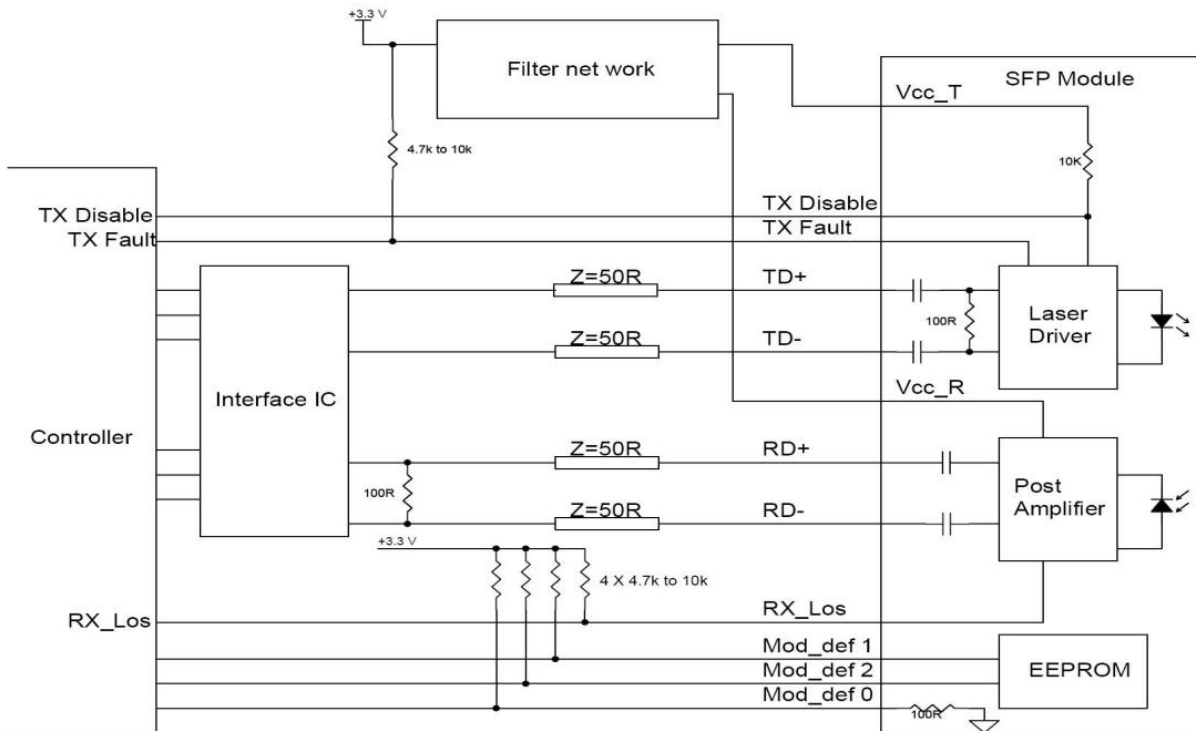 +3.3 V
Filter net work
SFP Module
Vcc_T
4.7k to 10k
10K
TX Disable
TX Disable
TX Fault
TX Fault
Z=50R
TD+
100R
Laser
Driver
Z=50R
TD-
Interface IC
Vcc_R
Controller
Z=50R
RD+
100R
Post
Amplifier
Z=50R
RD-
+3.3 V
4 X 4.7k to 10k
RX_Los
RX_Los
Mod_def 1
EEPROM
Mod_def 2
Mod_def 0
100R